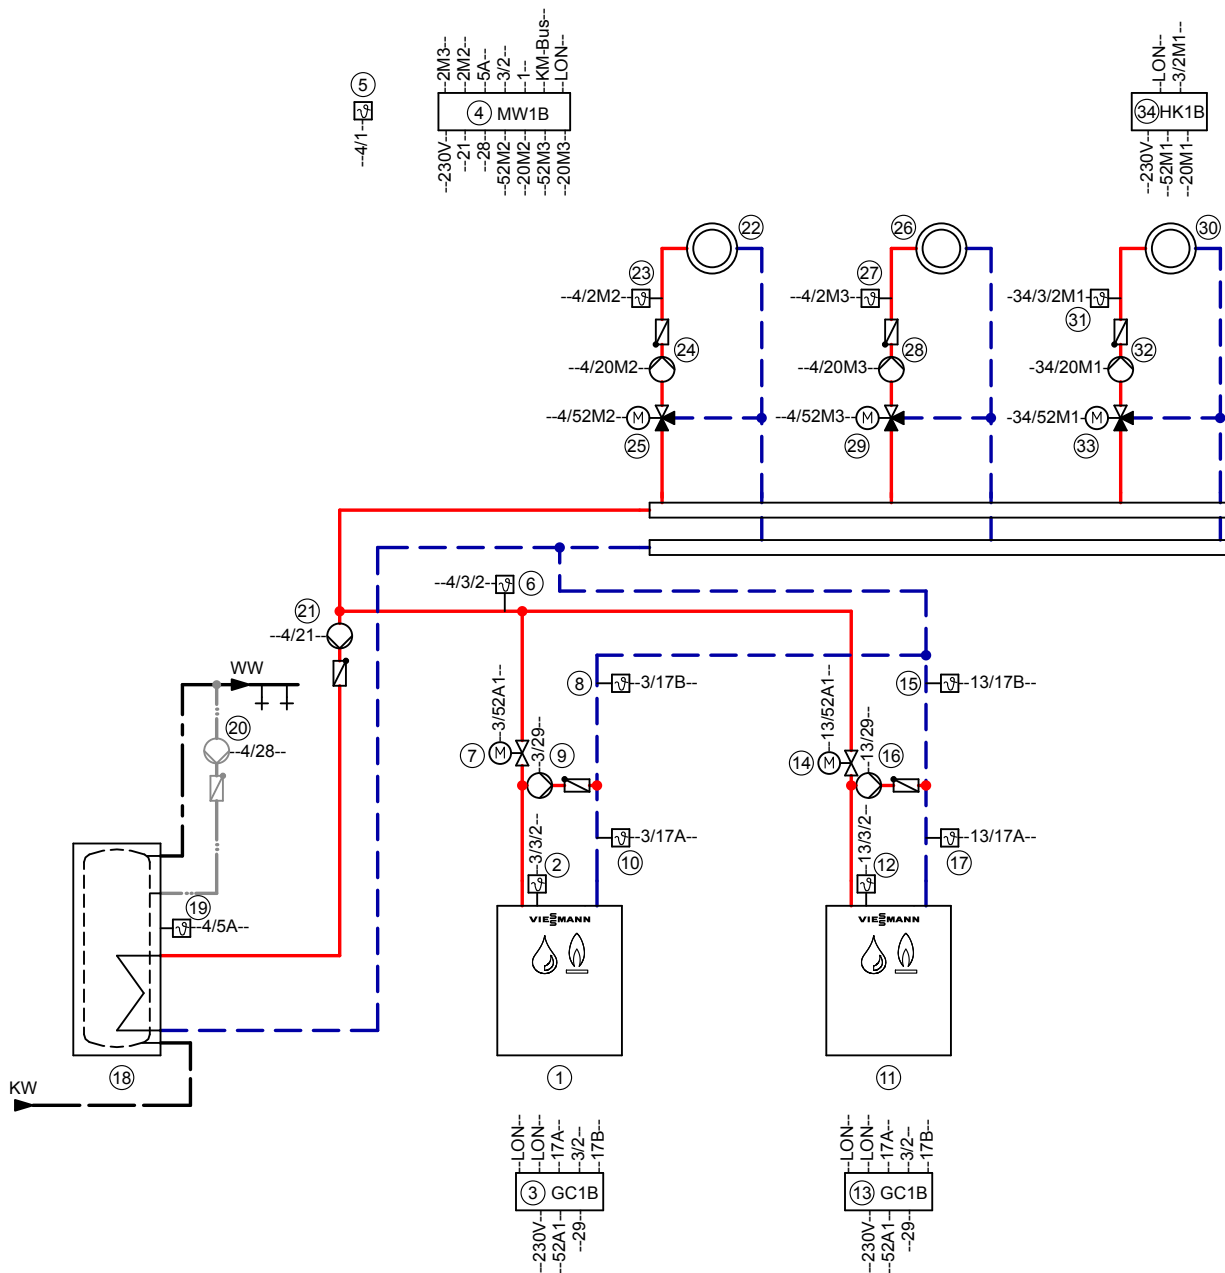 --2M3--
--2M2--
--5A--
--3/2--
--1--
--KM-Bus--
--LON--
④ MW1B
--230V--
--21--
--28--
--52M2--
--20M2--
--52M3--
--20M3--
⑤
ϑ
--4/1--
--LON--
--3/2M1--
㉞ HK1B
--230V--
--52M1--
--20M1--
㉒
㉖
㉚
㉓
㉗
--4/2M2-- ϑ
--4/2M3-- ϑ
-34/3/2M1- ϑ
㉛
㉔
㉘
㉜
--4/20M2--
--4/20M3--
-34/20M1-
--4/52M2-- M
--4/52M3-- M
-34/52M1- M
㉕
㉙
㉝
--4/3/2-- ϑ ⑥
㉑
--4/21--
WW
⑳
--4/28--
--3/52A1--
⑦ M
--3/29--
⑨
⑧ ϑ --3/17B--
--13/52A1--
⑭ M
--13/29--
⑯
⑮ ϑ --13/17B--
--3/3/2--
② ϑ
ϑ --3/17A--
⑩
--13/3/2--
⑫ ϑ
ϑ --13/17A--
⑰
⑲
ϑ --4/5A--
VIESSMANN
VIESSMANN
⑱
①
⑪
KW
--LON--
--LON--
--17A--
--3/2--
--17B--
③ GC1B
--230V--
--52A1--
--29--
--LON--
--LON--
--17A--
--3/2--
--17B--
⑬ GC1B
--230V--
--52A1--
--29--